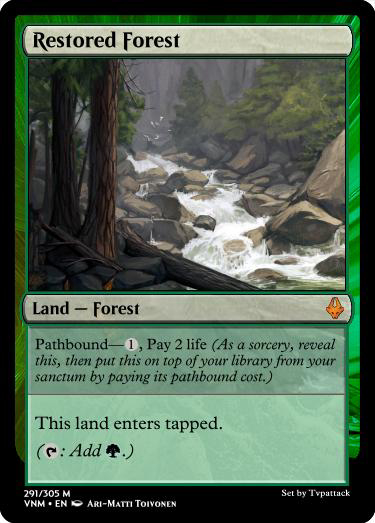 Restored Forest
Land — Forest
Pathbound—1, Pay 2 life (As a sorcery, reveal
this, then put this on top of your library from your
sanctum by paying its pathbound cost.)
This land enters tapped.
(: Add .)
291/305 M
Set by Tvpattack
VNM • EN Ari-Matti Toivonen